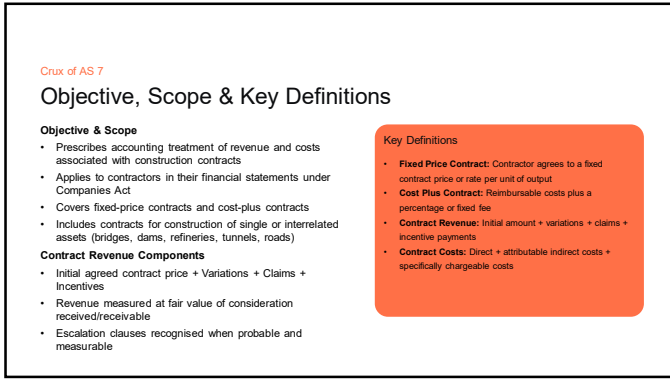 Crux of AS 7
Objective, Scope & Key Definitions
Objective & Scope
• Prescribes accounting treatment of revenue and costs
associated with construction contracts
• Applies to contractors in their financial statements under
Companies Act
• Covers fixed-price contracts and cost-plus contracts
• Includes contracts for construction of single or interrelated
assets (bridges, dams, refineries, tunnels, roads)
Contract Revenue Components
• Initial agreed contract price + Variations + Claims +
Incentives
• Revenue measured at fair value of consideration
received/receivable
• Escalation clauses recognised when probable and
measurable
Key Definitions
• Fixed Price Contract: Contractor agrees to a fixed
contract price or rate per unit of output
• Cost Plus Contract: Reimbursable costs plus a
percentage or fixed fee
• Contract Revenue: Initial amount + variations + claims +
incentive payments
• Contract Costs: Direct + attributable indirect costs +
specifically chargeable costs